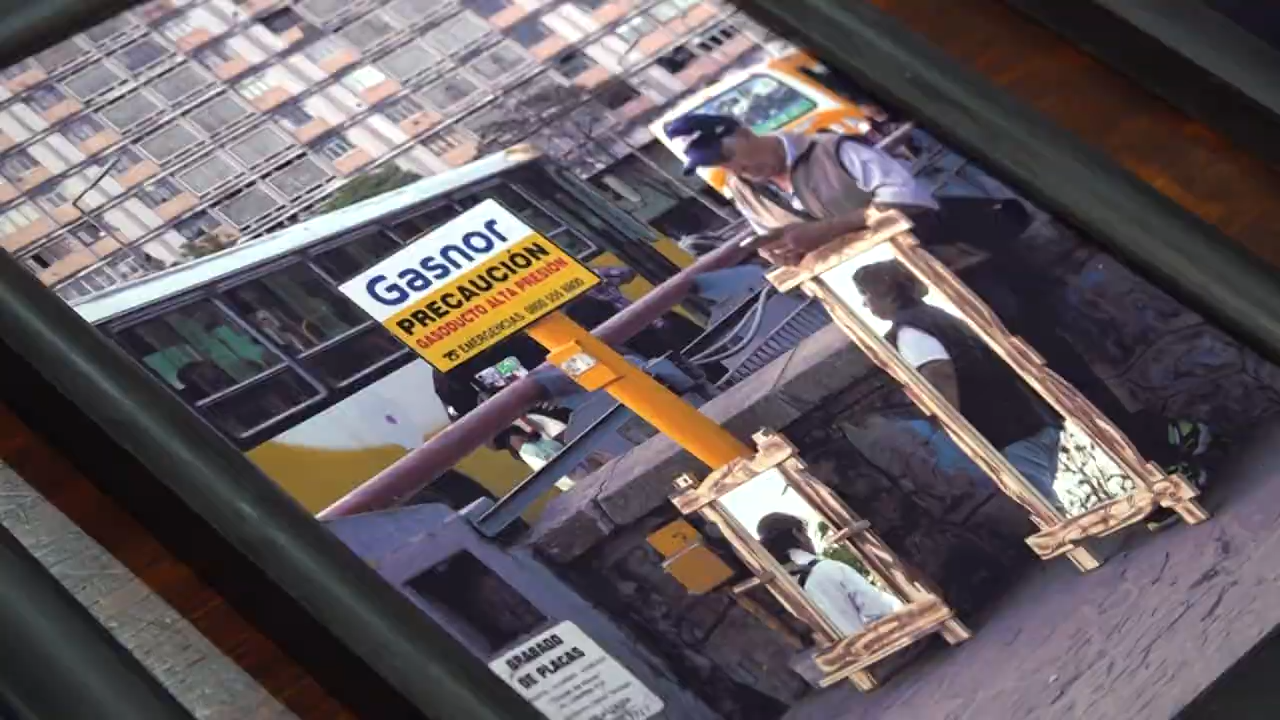 Gasnor
PRECAUCIÓN
GASODUCTO ALTA PRESIÓN
☎ EMERGENCIAS
GRABADO
DE PLACAS